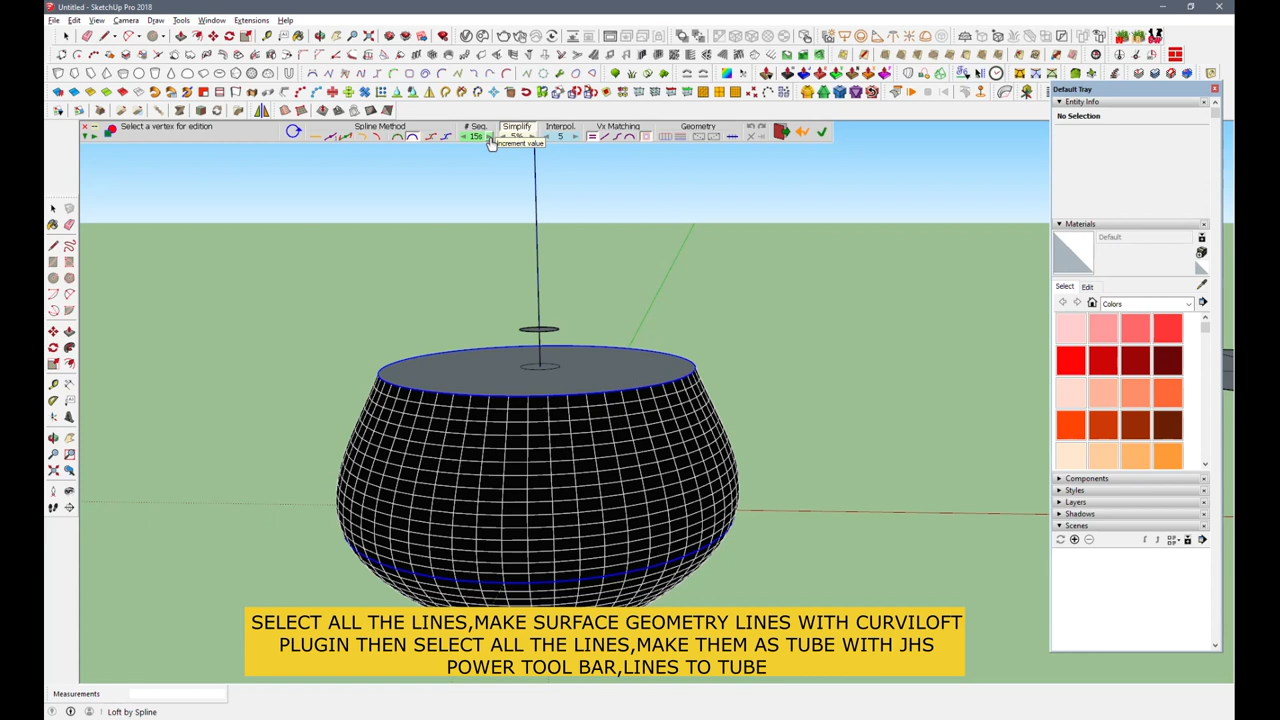 Untitled - SketchUp Pro 2018
File Edit View Camera Draw Tools Window Extensions Help
Default Tray
Entity Info
No Selection
Select a vertex for edition
Spline Method
# Seg.
Simplify
Interpol.
Vx Matching
Geometry
15s
5%
5
Increment value
Materials
Default
Select Edit
Colors
Components
Styles
Layers
Shadows
Scenes
SELECT ALL THE LINES,MAKE SURFACE GEOMETRY LINES WITH CURVILOFT
PLUGIN THEN SELECT ALL THE LINES,MAKE THEM AS TUBE WITH JHS
POWER TOOL BAR,LINES TO TUBE
Measurements
Loft by Spline